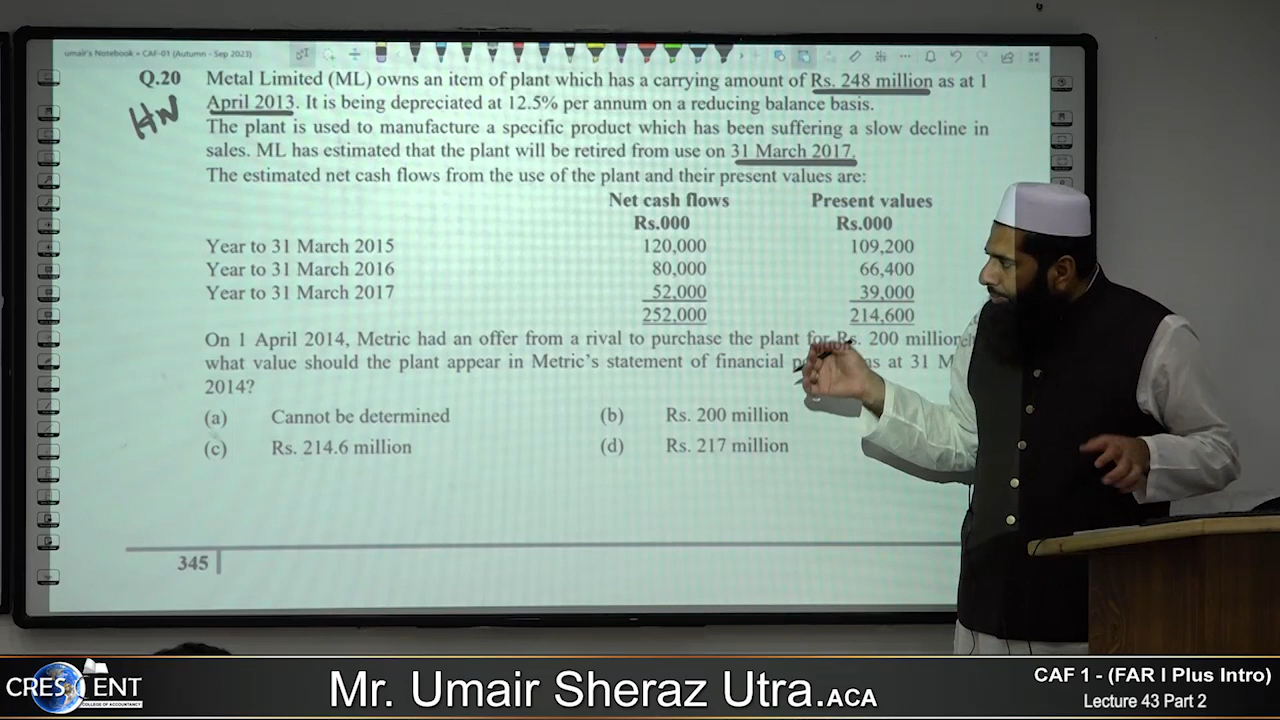 umair's Notebook » CAF-01 (Autumn - Sep 2023)
Q.20 Metal Limited (ML) owns an item of plant which has a carrying amount of Rs. 248 million as at 1
HW
April 2013. It is being depreciated at 12.5% per annum on a reducing balance basis.
The plant is used to manufacture a specific product which has been suffering a slow decline in
sales. ML has estimated that the plant will be retired from use on 31 March 2017.
The estimated net cash flows from the use of the plant and their present values are:
Net cash flows Present values
Rs.000 Rs.000
Year to 31 March 2015 120,000 109,200
Year to 31 March 2016 80,000 66,400
Year to 31 March 2017 52,000 39,000
252,000 214,600
On 1 April 2014, Metric had an offer from a rival to purchase the plant for Rs. 200 million
what value should the plant appear in Metric's statement of financial as at 31 M
2014?
(a) Cannot be determined (b) Rs. 200 million
(c) Rs. 214.6 million (d) Rs. 217 million
345
CRESCENT
COLLEGE OF ACCOUNTANCY
Mr. Umair Sheraz Utra.ACA
CAF 1 - (FAR I Plus Intro)
Lecture 43 Part 2